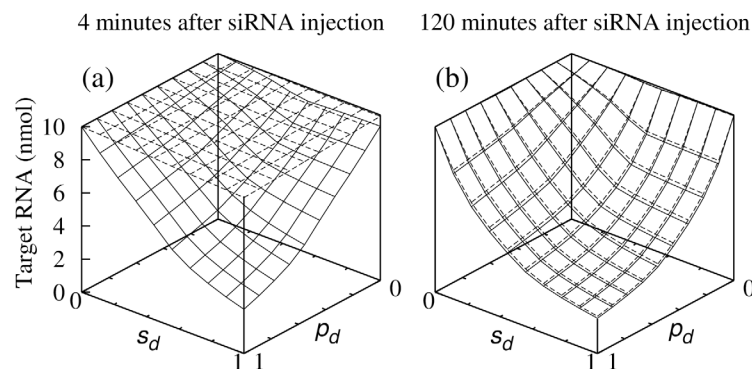 4 minutes after siRNA injection
120 minutes after siRNA injection
(a)
(b)
Target RNA (nmol)
10
8
6
4
2
0
0
s_d
1
1
p_d
0
0
s_d
1
1
p_d
0